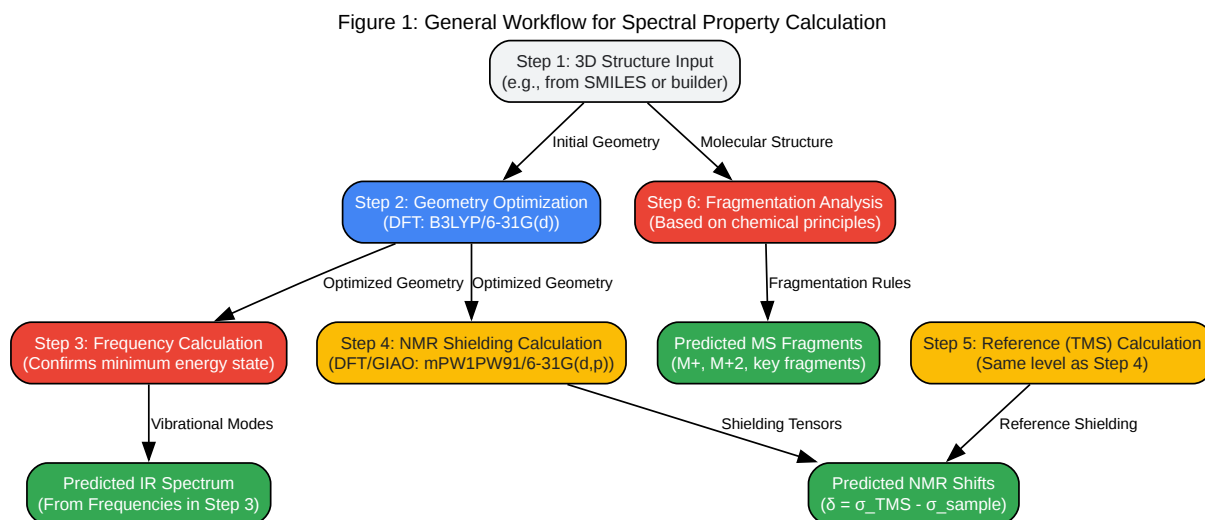 Figure 1: General Workflow for Spectral Property Calculation
Step 1: 3D Structure Input
(e.g., from SMILES or builder)
Initial Geometry
Molecular Structure
Step 2: Geometry Optimization
(DFT: B3LYP/6-31G(d))
Step 6: Fragmentation Analysis
(Based on chemical principles)
Optimized Geometry
Optimized Geometry
Fragmentation Rules
Step 3: Frequency Calculation
(Confirms minimum energy state)
Step 4: NMR Shielding Calculation
(DFT/GIAO: mPW1PW91/6-31G(d,p))
Predicted MS Fragments
(M+, M+2, key fragments)
Step 5: Reference (TMS) Calculation
(Same level as Step 4)
Vibrational Modes
Shielding Tensors
Reference Shielding
Predicted IR Spectrum
(From Frequencies in Step 3)
Predicted NMR Shifts
(δ = σ_TMS - σ_sample)